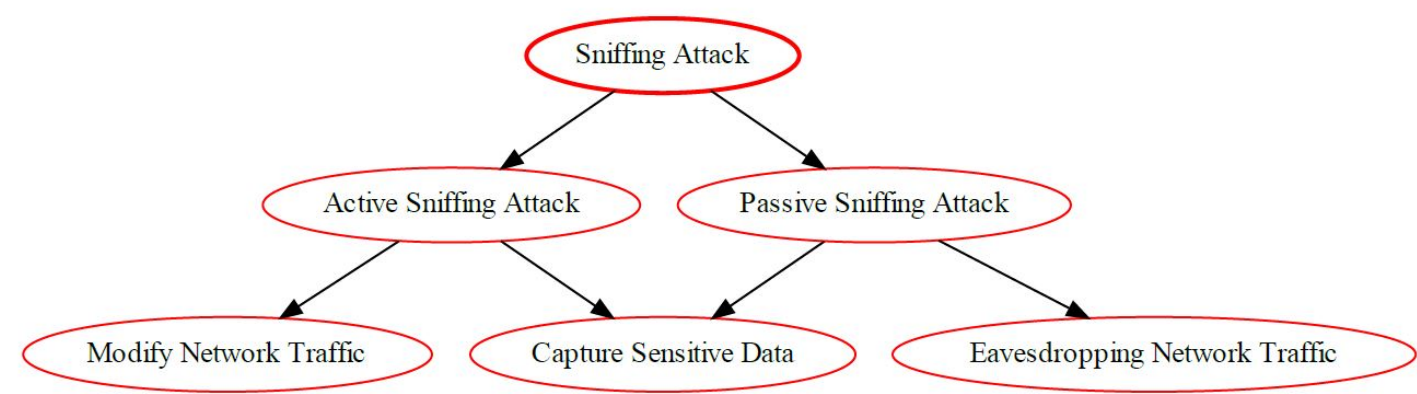 Sniffing Attack
Active Sniffing Attack
Passive Sniffing Attack
Modify Network Traffic
Capture Sensitive Data
Eavesdropping Network Traffic